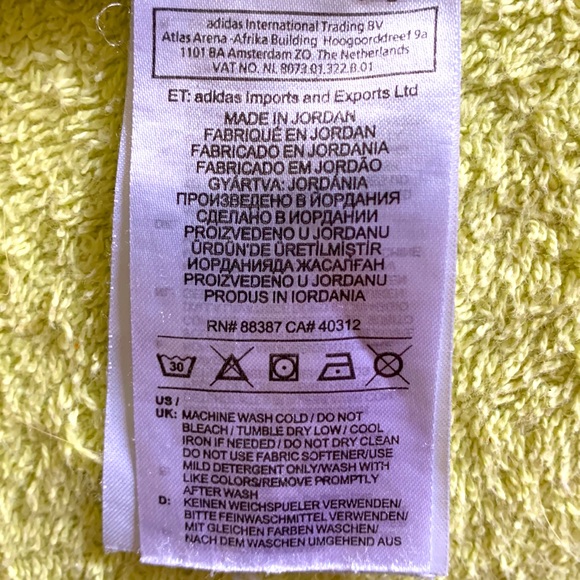 adidas International Trading BV
Atlas Arena -Afrika Building Hoogoorddreef 9a
1101 BA Amsterdam ZO The Netherlands
VAT NO. NL 8073.01.322.B.01
ET: adidas Imports and Exports Ltd
MADE IN JORDAN
FABRIQUÉ EN JORDAN
FABRICADO EN JORDANIA
FABRICADO EM JORDÃO
GYÁRTVA: JORDÁNIA
ПРОИЗВЕДЕНО В ЙОРДАНИЯ
СДЕЛАНО В ИОРДАНИИ
PROIZVEDENO U JORDANU
ÜRDÜN'DE ÜRETİLMİŞTİR
ИОРДАНИЯДА ЖАСАЛҒАН
PROIZVEDENO U JORDANU
PRODUS IN IORDANIA
RN# 88387 CA# 40312
30
US /
UK: MACHINE WASH COLD / DO NOT
BLEACH / TUMBLE DRY LOW / COOL
IRON IF NEEDED / DO NOT DRY CLEAN
DO NOT USE FABRIC SOFTENER/USE
MILD DETERGENT ONLY/WASH WITH
LIKE COLORS/REMOVE PROMPTLY
AFTER WASH
D: KEINEN WEICHSPUELER VERWENDEN/
BITTE FEINWASCHMITTEL VERWENDEN/
MIT GLEICHEN FARBEN WASCHEN/
NACH DEM WASCHEN UMGEHEND AUS